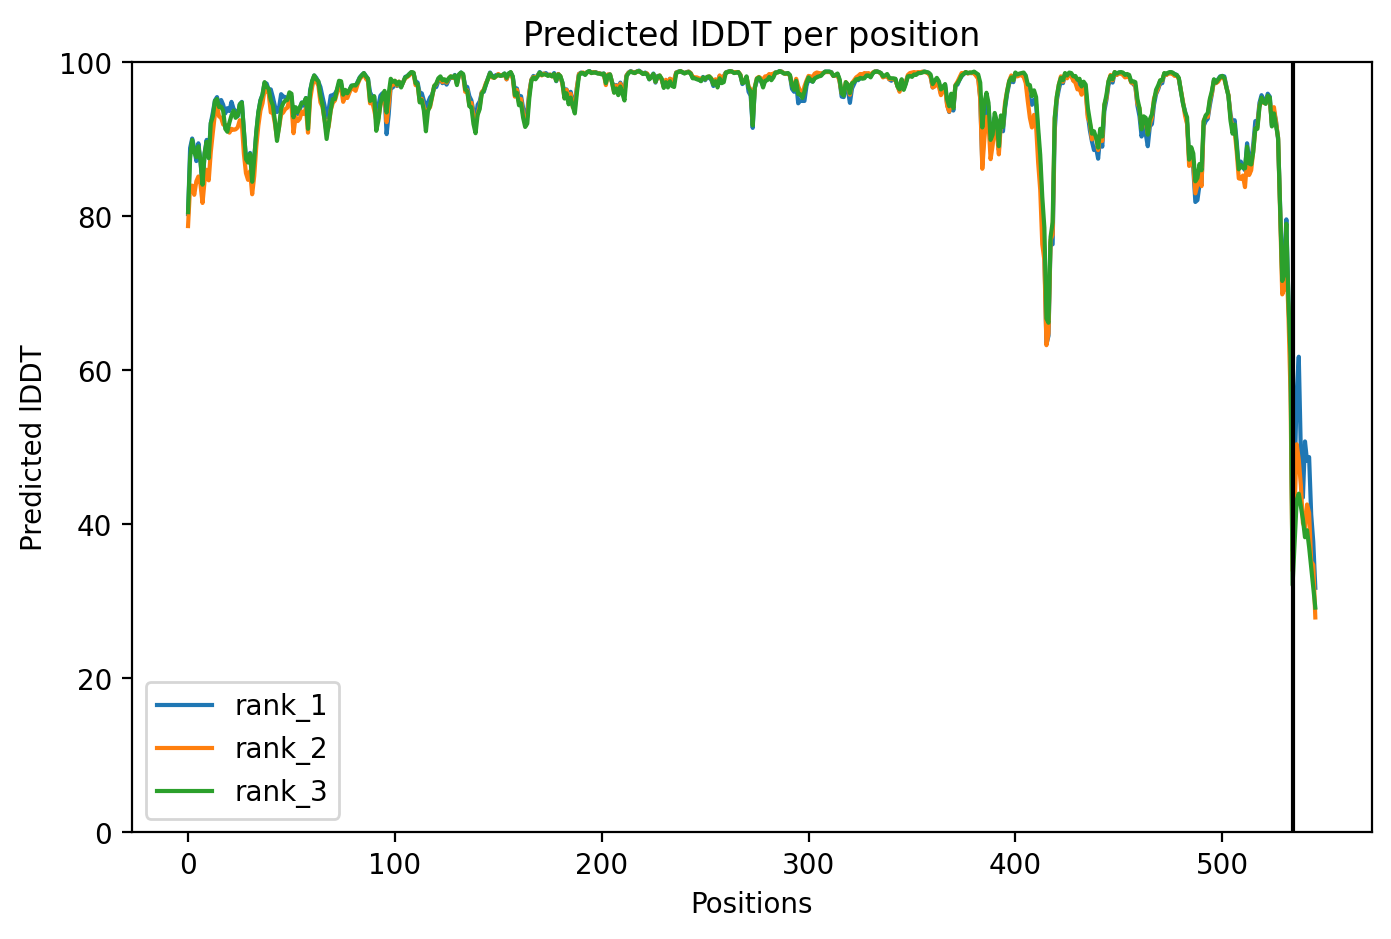 Predicted lDDT per position
100
80
60
40
20
0
Predicted lDDT
rank_1
rank_2
rank_3
0 100 200 300 400 500
Positions